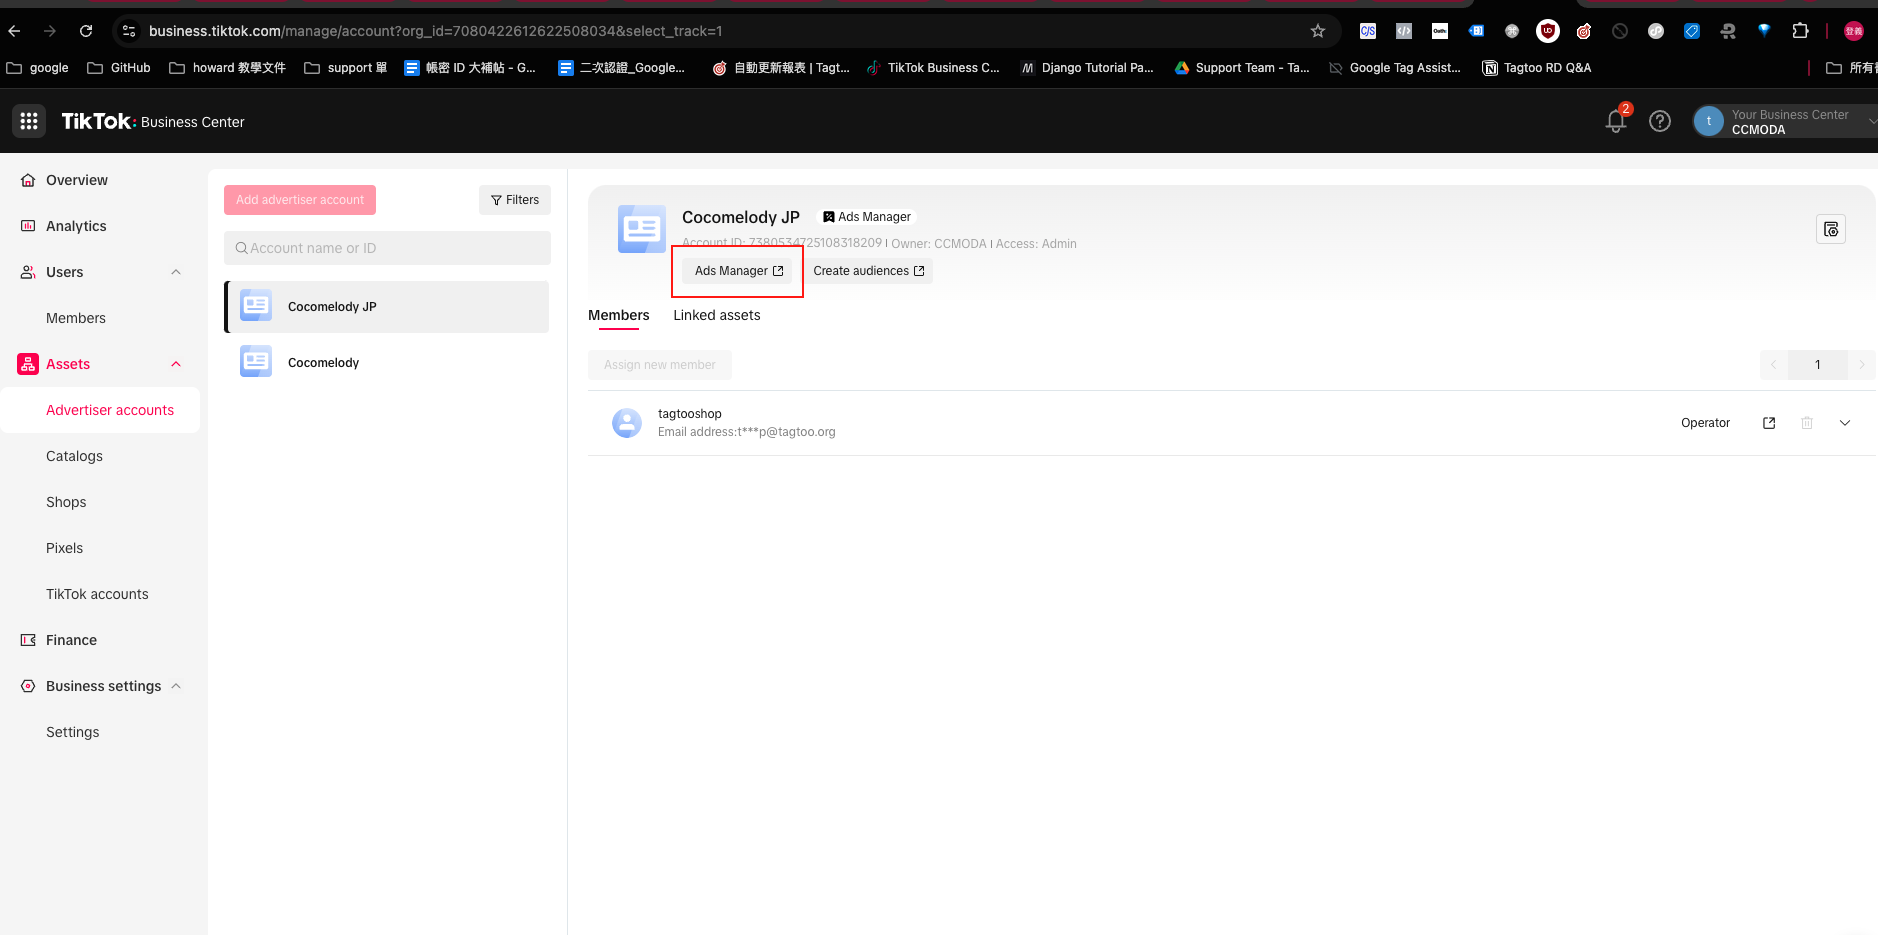 business.tiktok.com/manage/account?org_id=7080422612622508034&select_track=1
C/S
</>
UD
登義
google
GitHub
howard 教學文件
support 單
帳密 ID 大補帖 - G...
二次認證_Google...
自動更新報表 | Tagt...
TikTok Business C...
Django Tutorial Pa...
Support Team - Ta...
Google Tag Assist...
Tagtoo RD Q&A
TikTok: Business Center
2
t
Your Business Center
CCMODA
Overview
Analytics
Users
Members
Assets
Advertiser accounts
Catalogs
Shops
Pixels
TikTok accounts
Finance
Business settings
Settings
Add advertiser account
Filters
Account name or ID
Cocomelody JP
Cocomelody
Cocomelody JP
Ads Manager
Account ID: 7380534725108318209 | Owner: CCMODA | Access: Admin
Ads Manager
Create audiences
Members
Linked assets
Assign new member
1
tagtooshop
Email address:t***p@tagtoo.org
Operator